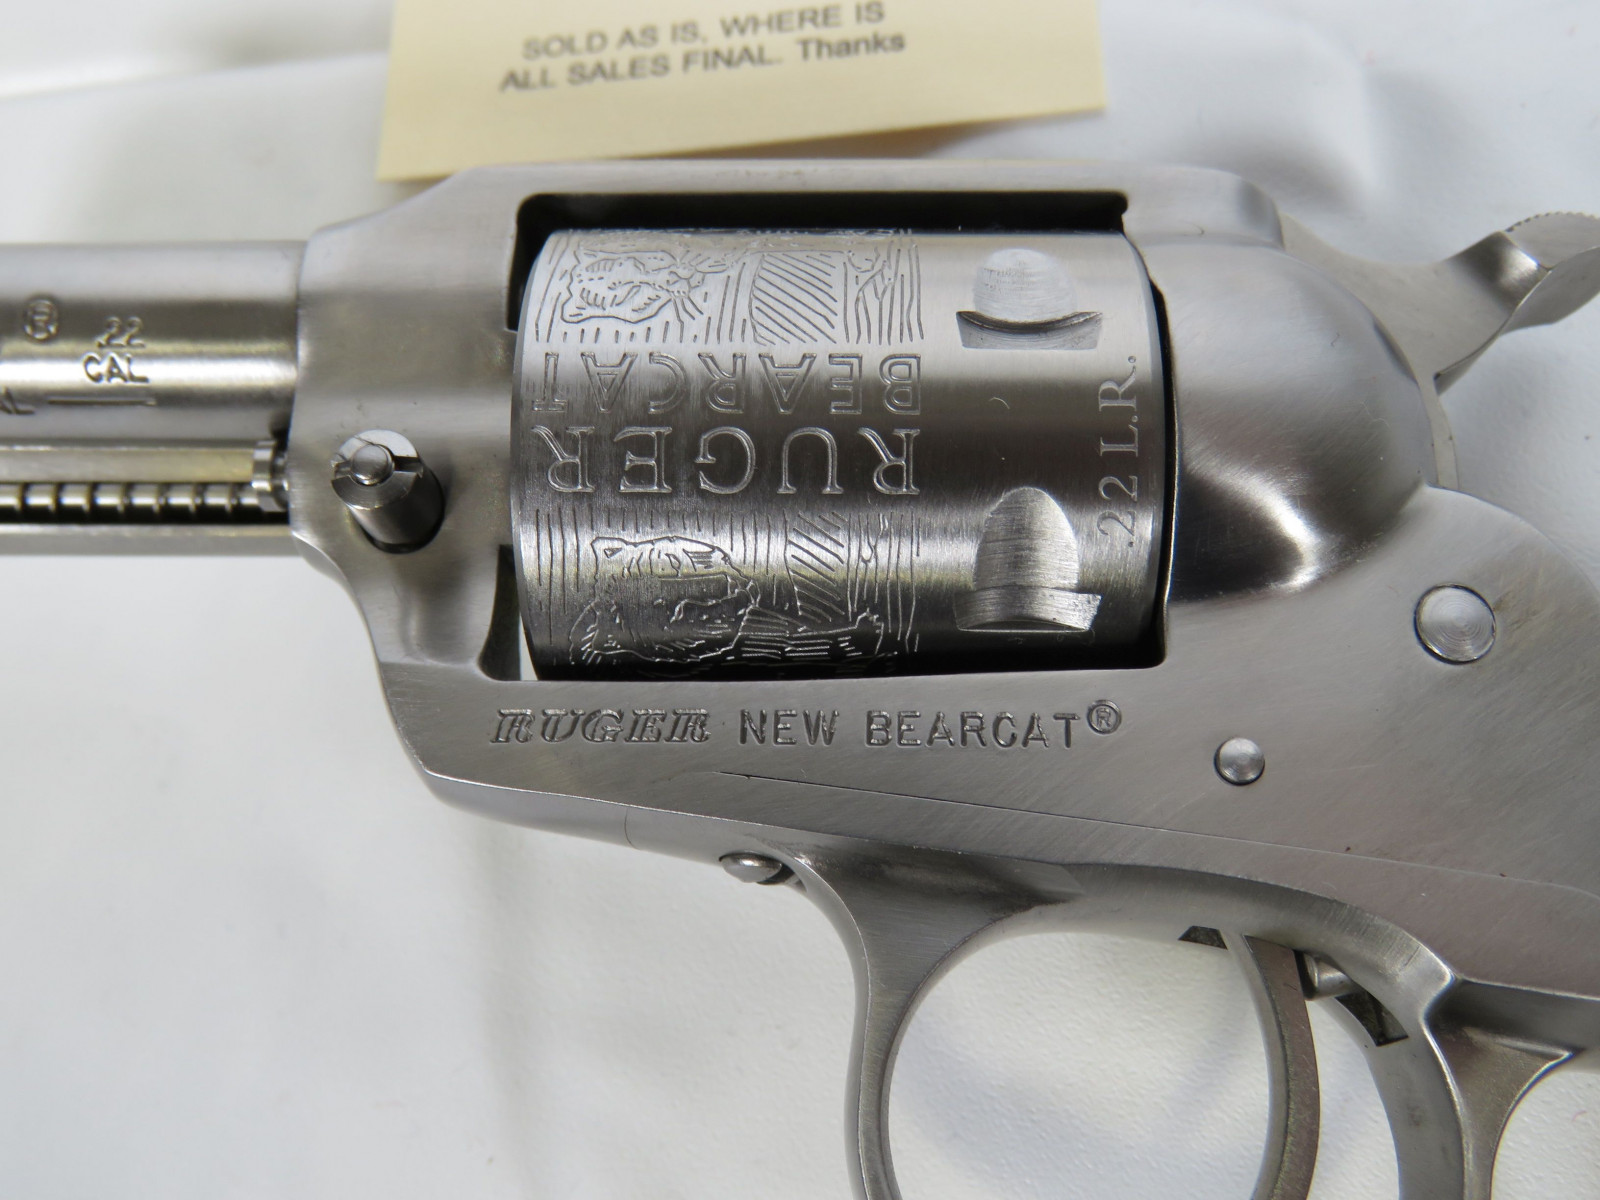 SOLD AS IS, WHERE IS
ALL SALES FINAL. Thanks
.22
CAL
RUGER
BEARCAT
.22 L.R.
RUGER NEW BEARCAT®